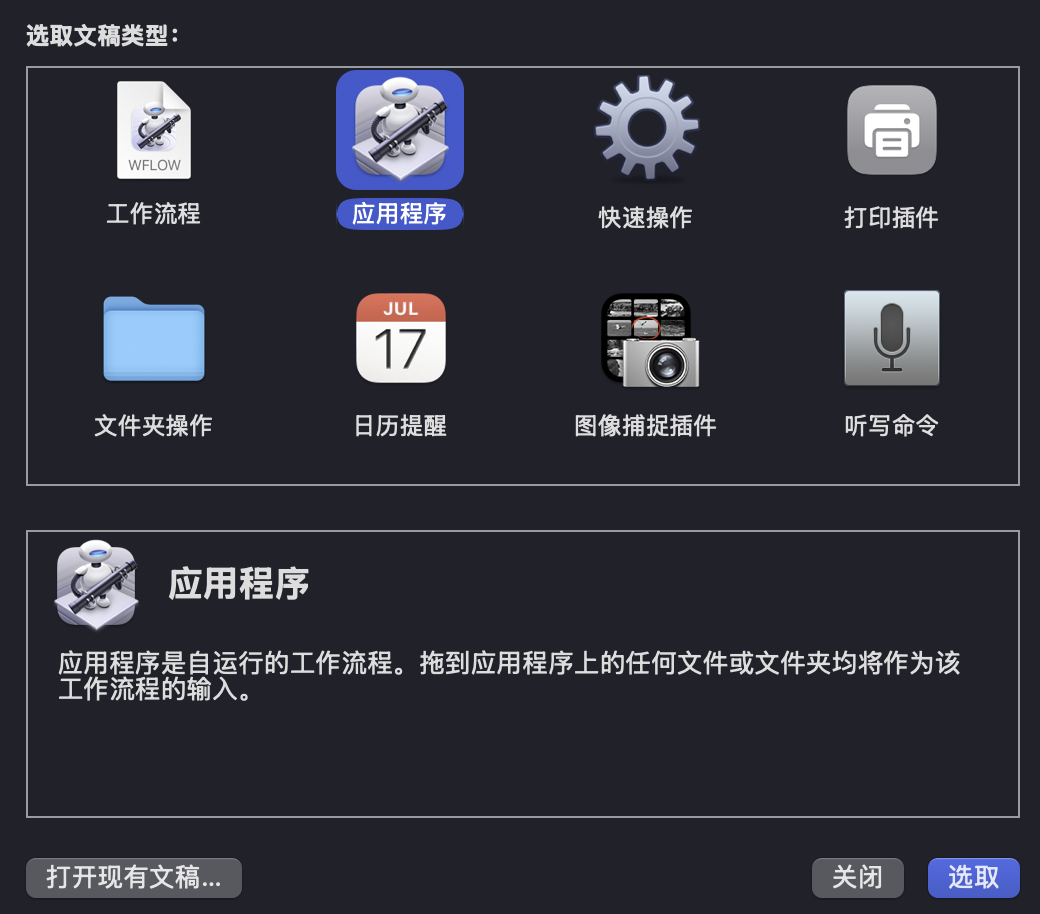 选取文稿类型：
WFLOW
工作流程
应用程序
快速操作
打印插件
JUL
17
文件夹操作
日历提醒
图像捕捉插件
听写命令
应用程序
应用程序是自运行的工作流程。拖到应用程序上的任何文件或文件夹均将作为该
工作流程的输入。
打开现有文稿...
关闭
选取